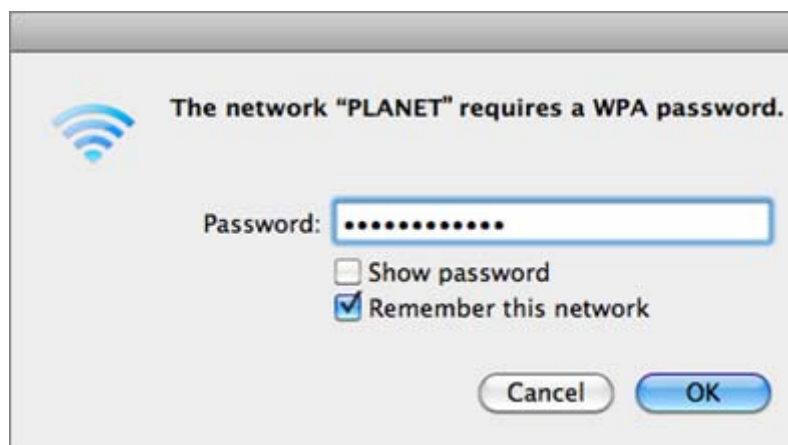 The network “PLANET” requires a WPA password.
Password: ••••••••••••
Show password
Remember this network
Cancel OK